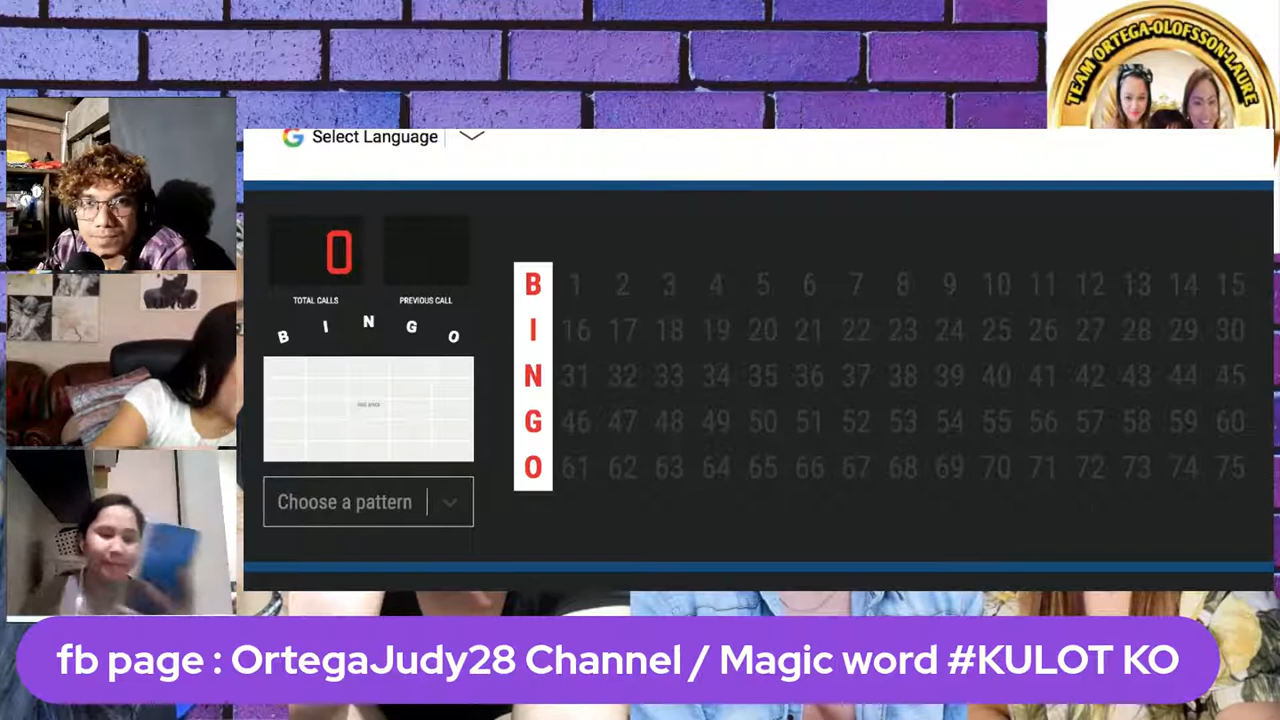 TEAM ORTEGA-OLOFSSON-LAURE
Select Language
0
TOTAL CALLS
PREVIOUS CALL
B I N G O
Choose a pattern
B 1 2 3 4 5 6 7 8 9 10 11 12 13 14 15
I 16 17 18 19 20 21 22 23 24 25 26 27 28 29 30
N 31 32 33 34 35 36 37 38 39 40 41 42 43 44 45
G 46 47 48 49 50 51 52 53 54 55 56 57 58 59 60
O 61 62 63 64 65 66 67 68 69 70 71 72 73 74 75
fb page : OrtegaJudy28 Channel / Magic word #KULOT KO